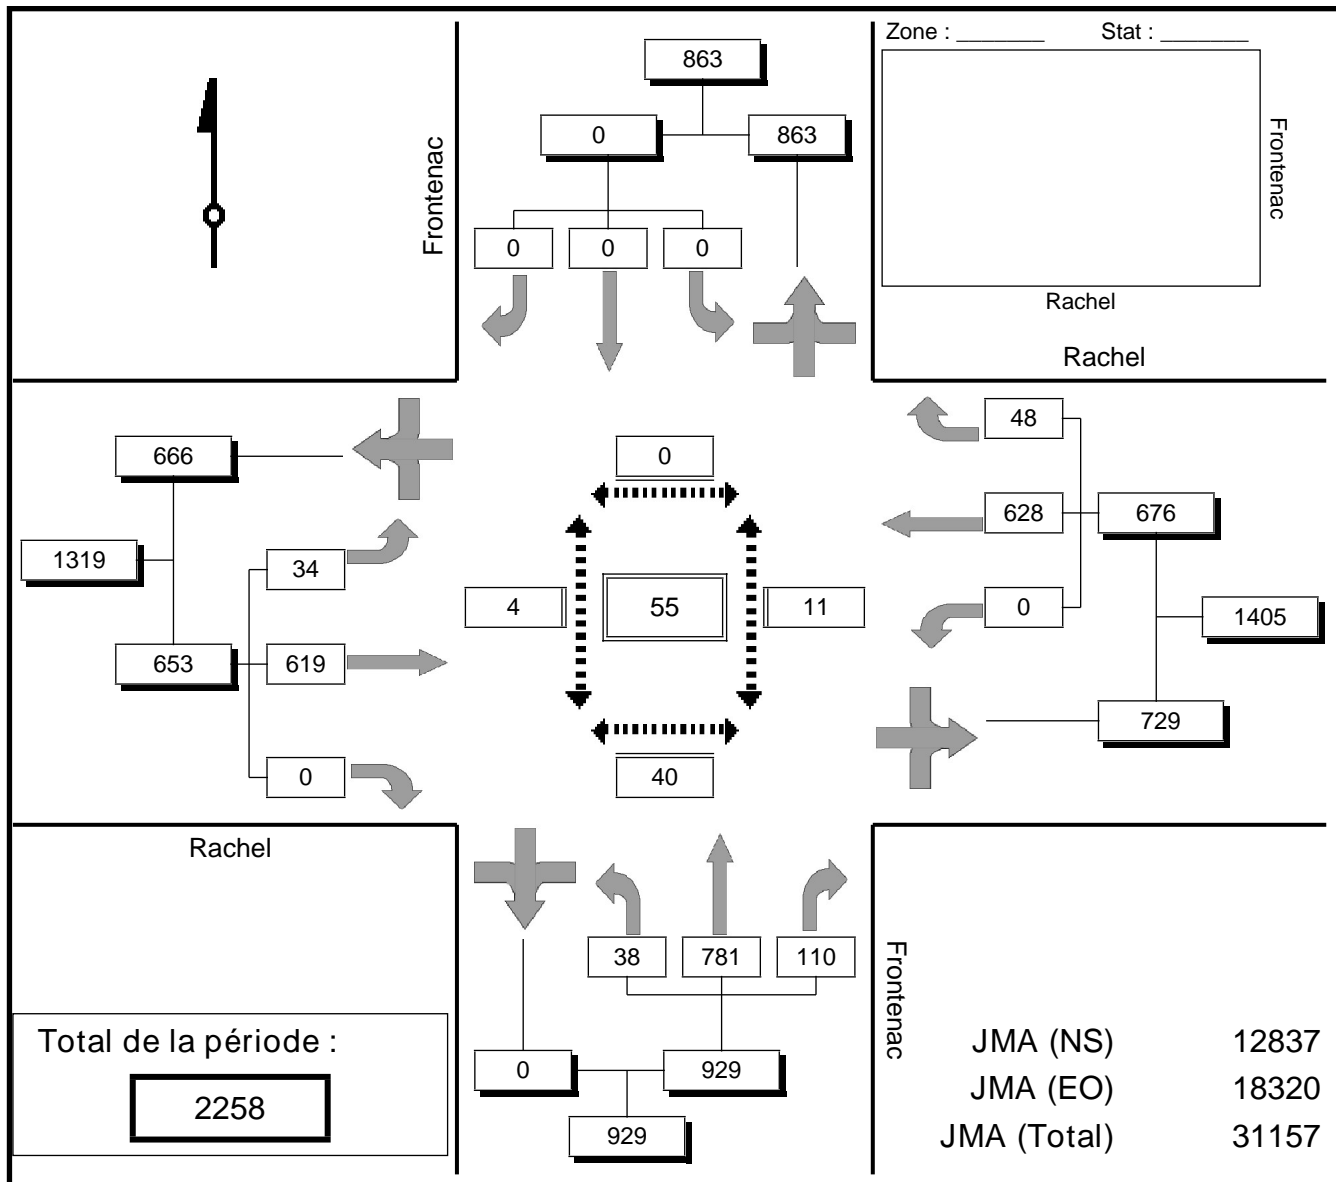 Zone : _______ Stat : _______
863
0
863
Frontenac
Frontenac
0
0
0
Rachel
Rachel
48
666
0
628
676
1319
34
4
55
11
0
1405
653
619
729
0
40
Rachel
38
781
110
Frontenac
Total de la période :
JMA (NS) 12837
0
929
JMA (EO) 18320
2258
929
JMA (Total) 31157